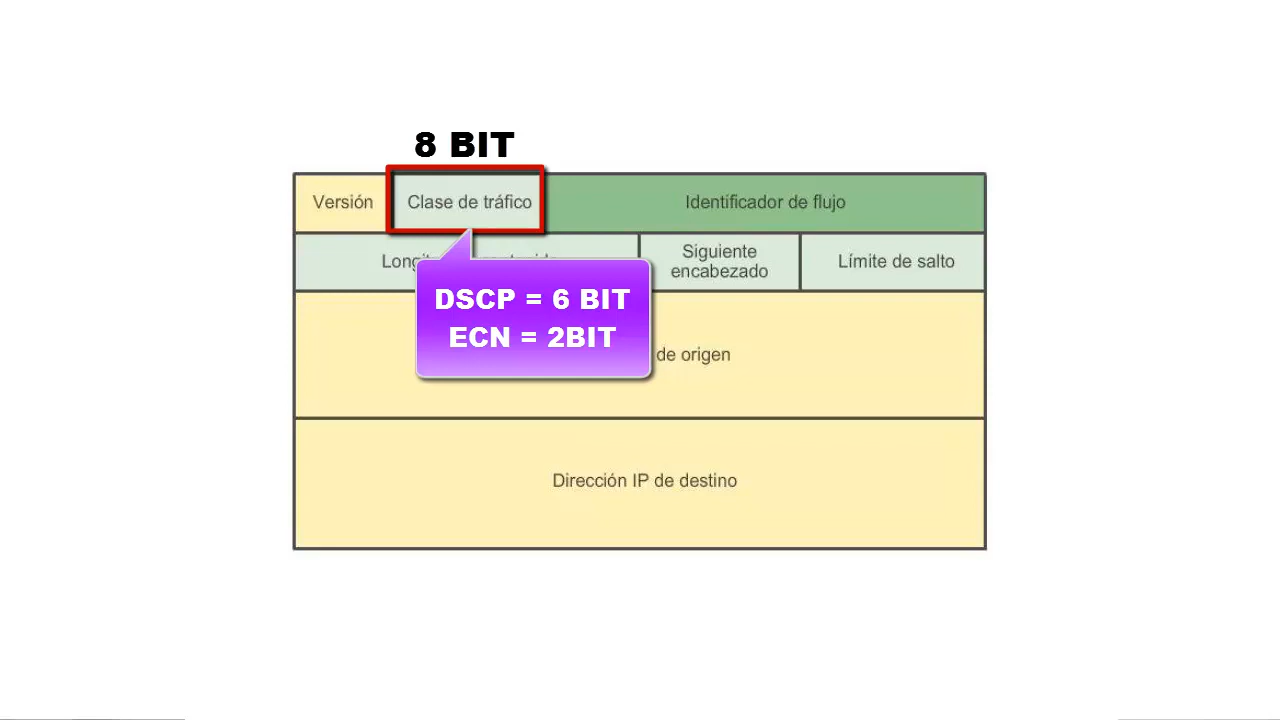 8 BIT
Versión
Clase de tráfico
Identificador de flujo
Siguiente
encabezado
Límite de salto
DSCP = 6 BIT
ECN = 2BIT
de origen
Dirección IP de destino